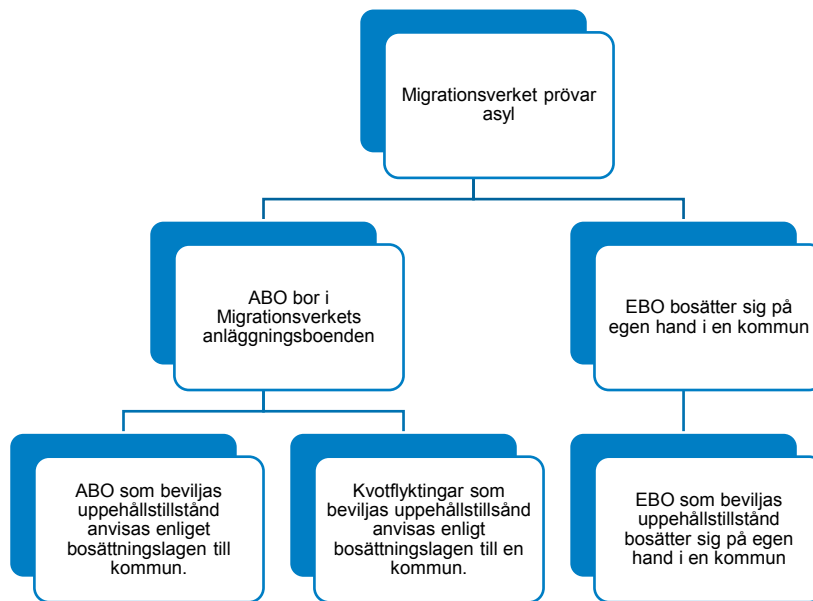 Migrationsverket prövar
asyl
ABO bor i
Migrationsverkets
anläggningsboenden
EBO bosätter sig på
egen hand i en kommun
ABO som beviljas
uppehållstillstånd
anvisas enliget
bosättningslagen till
kommun.
Kvotflyktingar som
beviljas uppehållstillsånd
anvisas enligt
bosättningslagen till en
kommun.
EBO som beviljas
uppehållstillstånd
bosätter sig på egen
hand i en kommun